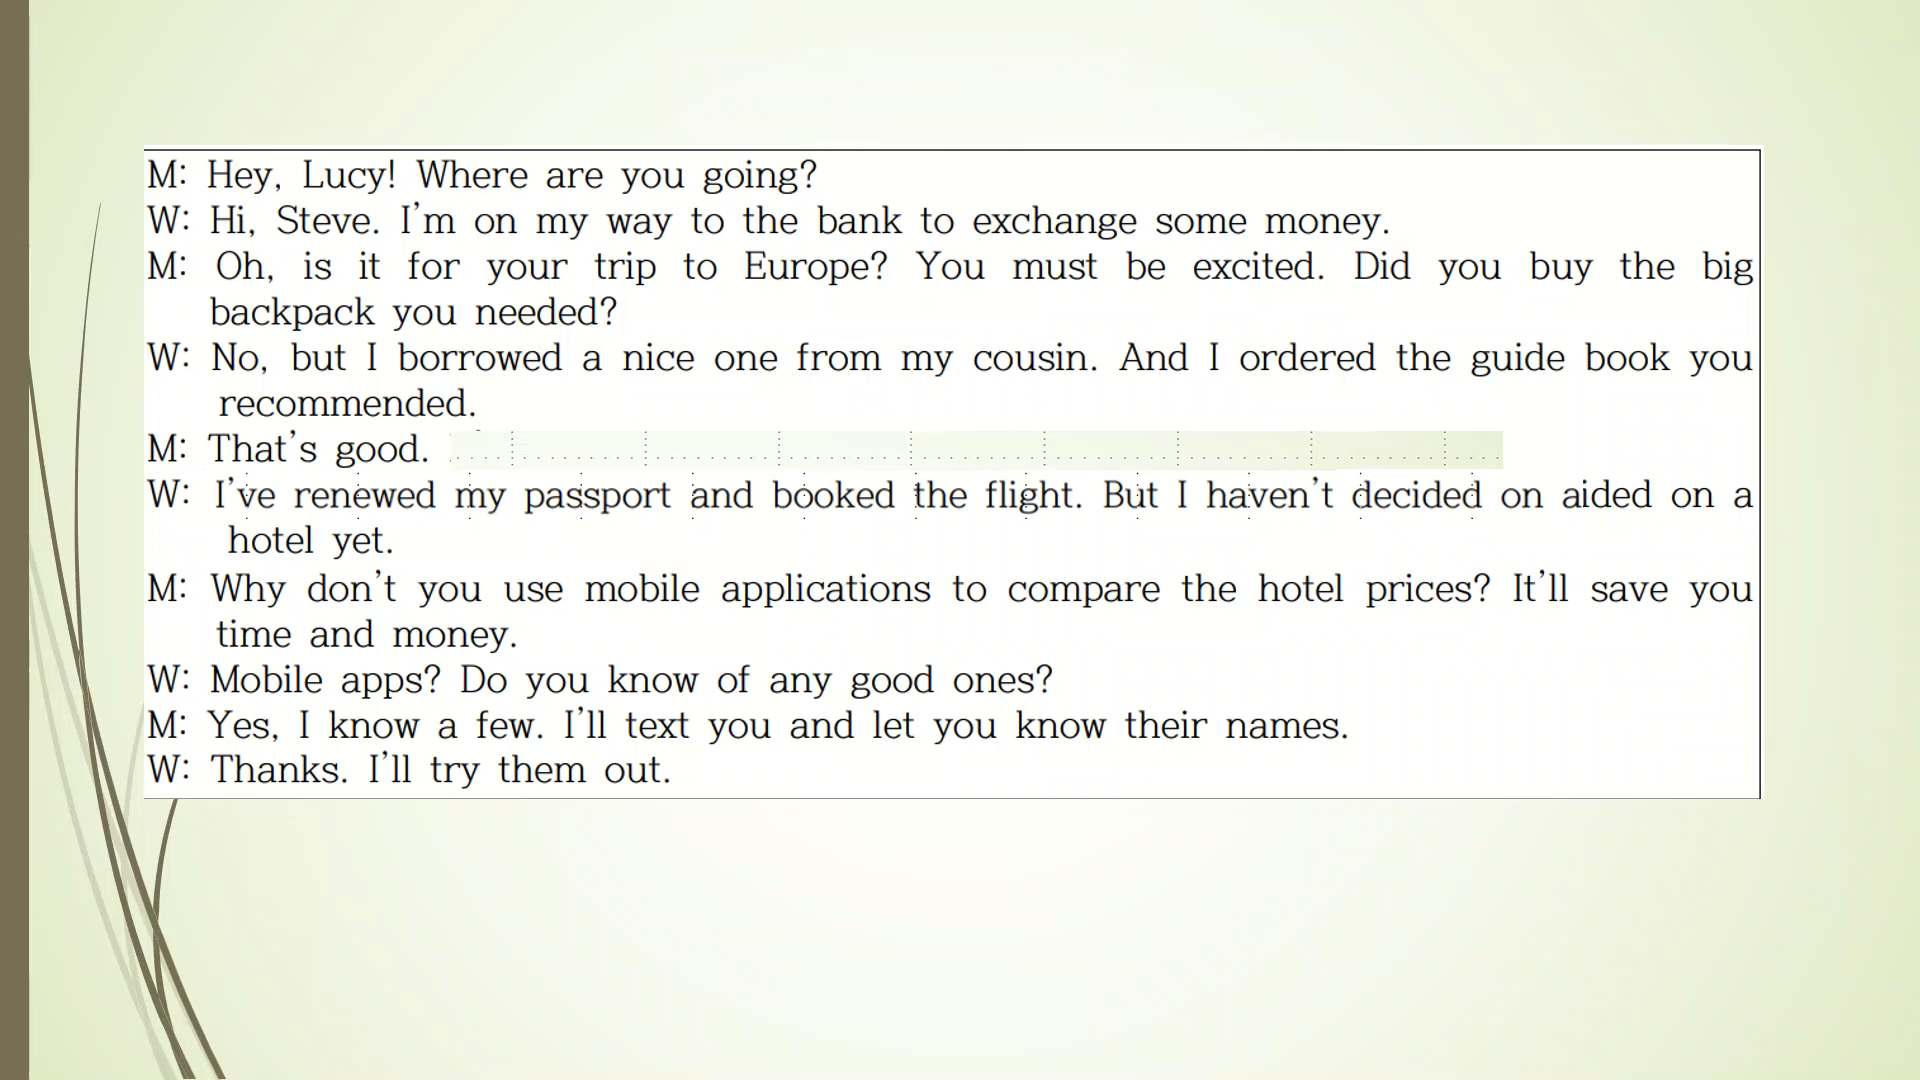 M: Hey, Lucy! Where are you going?
W: Hi, Steve. I'm on my way to the bank to exchange some money.
M: Oh, is it for your trip to Europe? You must be excited. Did you buy the big
backpack you needed?
W: No, but I borrowed a nice one from my cousin. And I ordered the guide book you
recommended.
M: That's good.
W: I've renewed my passport and booked the flight. But I haven't decided on aided on a
hotel yet.
M: Why don't you use mobile applications to compare the hotel prices? It'll save you
time and money.
W: Mobile apps? Do you know of any good ones?
M: Yes, I know a few. I'll text you and let you know their names.
W: Thanks. I'll try them out.